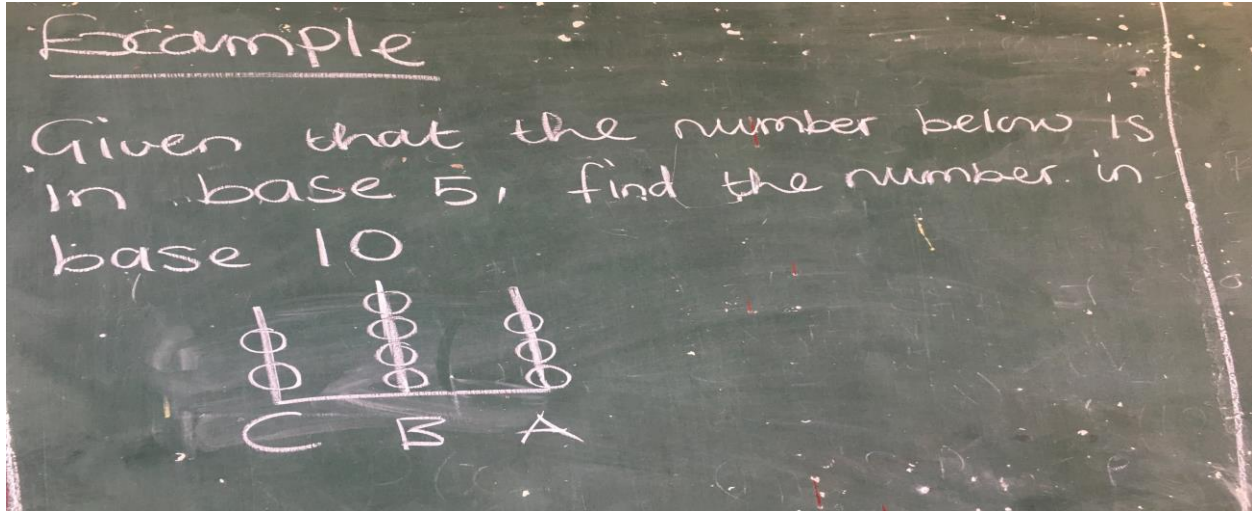 Example
Given that the number below is
in base 5, find the number in
base 10
C B A